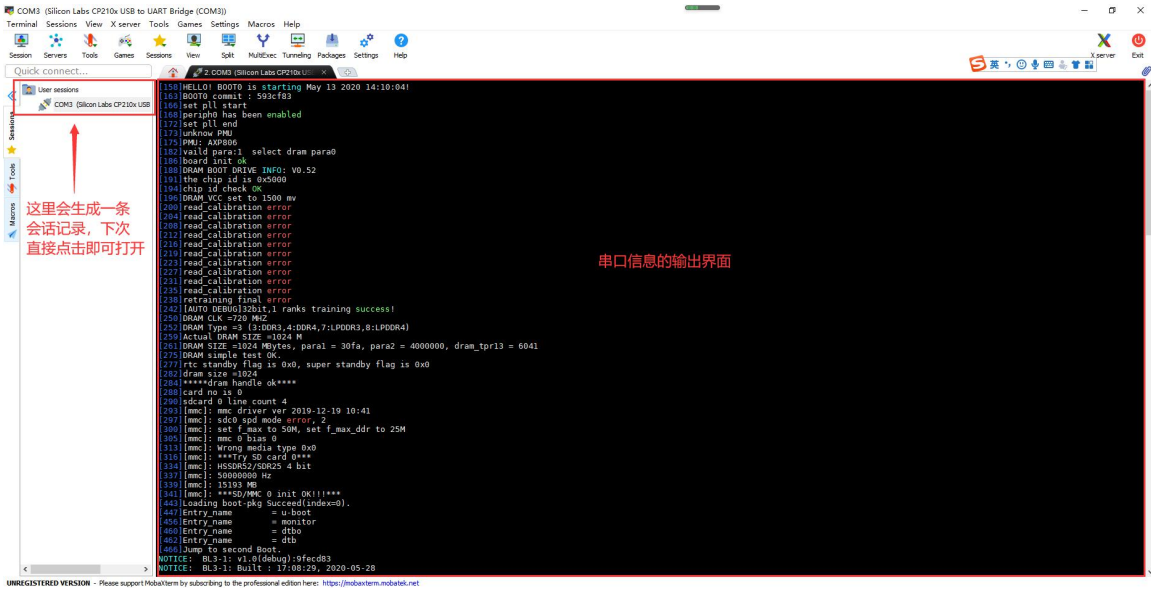 COM3 (Silicon Labs CP210x USB to UART Bridge (COM3))
Terminal Sessions View X server Tools Games Settings Macros Help
Session Servers Tools Games Sessions View Split MultiExec Tunneling Packages Settings Help X server Exit
英
Quick connect...
2. COM3 (Silicon Labs CP210x US
User sessions
COM3 (Silicon Labs CP210x USB
Sessions
Tools
Macros
这里会生成一条
会话记录，下次
直接点击即可打开
串口信息的输出界面
[158]HELLO! BOOT0 is starting May 13 2020 14:10:04!
[163]BOOT0 commit : 593cf83
[166]set pll start
[168]periph0 has been enabled
[172]set pll end
[173]unknow PMU
[175]PMU: AXP806
[182]vaild para:1 select dram para0
[186]board init ok
[188]DRAM BOOT DRIVE INFO: V0.52
[191]the chip id is 0x5000
[194]chip id check OK
[196]DRAM_VCC set to 1500 mv
[200]read_calibration error
[204]read_calibration error
[208]read_calibration error
[212]read_calibration error
[216]read_calibration error
[219]read_calibration error
[223]read_calibration error
[227]read_calibration error
[231]read_calibration error
[235]read_calibration error
[238]retraining final error
[242][AUTO DEBUG]32bit,1 ranks training success!
[250]DRAM CLK =720 MHZ
[252]DRAM Type =3 (3:DDR3,4:DDR4,7:LPDDR3,8:LPDDR4)
[259]Actual DRAM SIZE =1024 M
[261]DRAM SIZE =1024 MBytes, para1 = 30fa, para2 = 4000000, dram_tpr13 = 6041
[275]DRAM simple test OK.
[277]rtc standby flag is 0x0, super standby flag is 0x0
[282]dram size =1024
[284]*****dram handle ok****
[288]card no is 0
[290]sdcard 0 line count 4
[293][mmc]: mmc driver ver 2019-12-19 10:41
[297][mmc]: sdc0 spd mode error, 2
[300][mmc]: set f_max to 50M, set f_max_ddr to 25M
[305][mmc]: mmc 0 bias 0
[313][mmc]: Wrong media type 0x0
[316][mmc]: ***Try SD card 0***
[334][mmc]: HSSDR52/SDR25 4 bit
[337][mmc]: 50000000 Hz
[339][mmc]: 15193 MB
[341][mmc]: ***SD/MMC 0 init OK!!!***
[443]Loading boot-pkg Succeed(index=0).
[447]Entry_name = u-boot
[456]Entry_name = monitor
[460]Entry_name = dtbo
[462]Entry_name = dtb
[466]Jump to second Boot.
NOTICE: BL3-1: v1.0(debug):9fecd83
NOTICE: BL3-1: Built : 17:08:29, 2020-05-28
UNREGISTERED VERSION - Please support MobaXterm by subscribing to the professional edition here: https://mobaxterm.mobatek.net